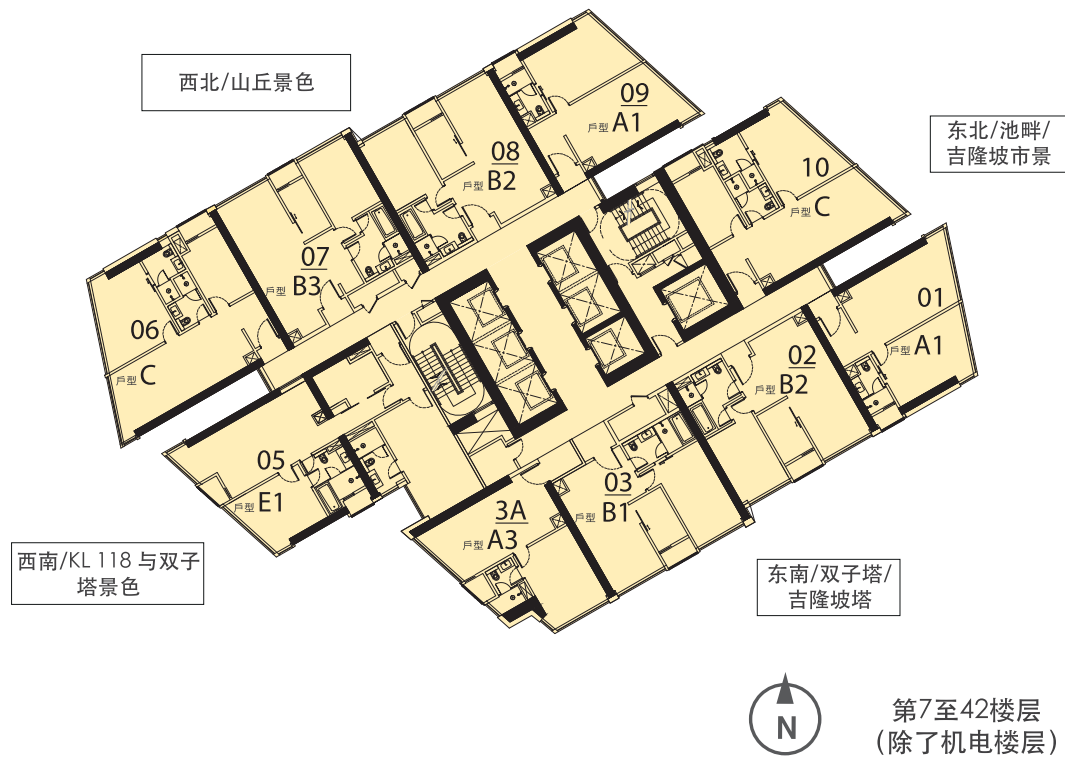 西北/山丘景色
09
戶型 A1
东北/池畔/
吉隆坡市景
08
戶型 B2
10
戶型 C
07
戶型 B3
06
戶型 C
01
戶型 A1
02
戶型 B2
05
戶型 E1
03
戶型 B1
3A
戶型 A3
西南/KL 118 与双子
塔景色
东南/双子塔/
吉隆坡塔
N
第7至42楼层
(除了机电楼层)